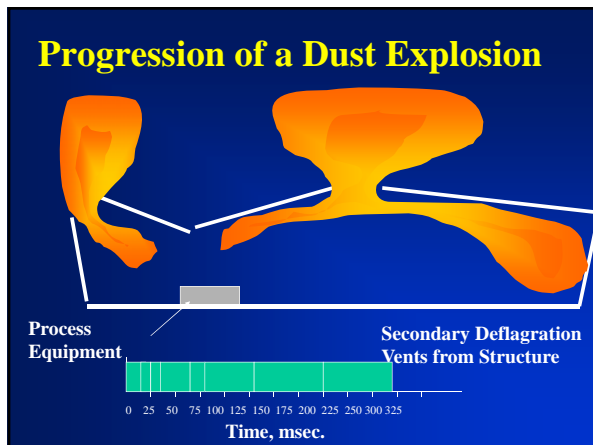 Progression of a Dust Explosion
Process
Equipment
Secondary Deflagration
Vents from Structure
0 25 50 75 100 125 150 175 200 225 250 300 325
Time, msec.